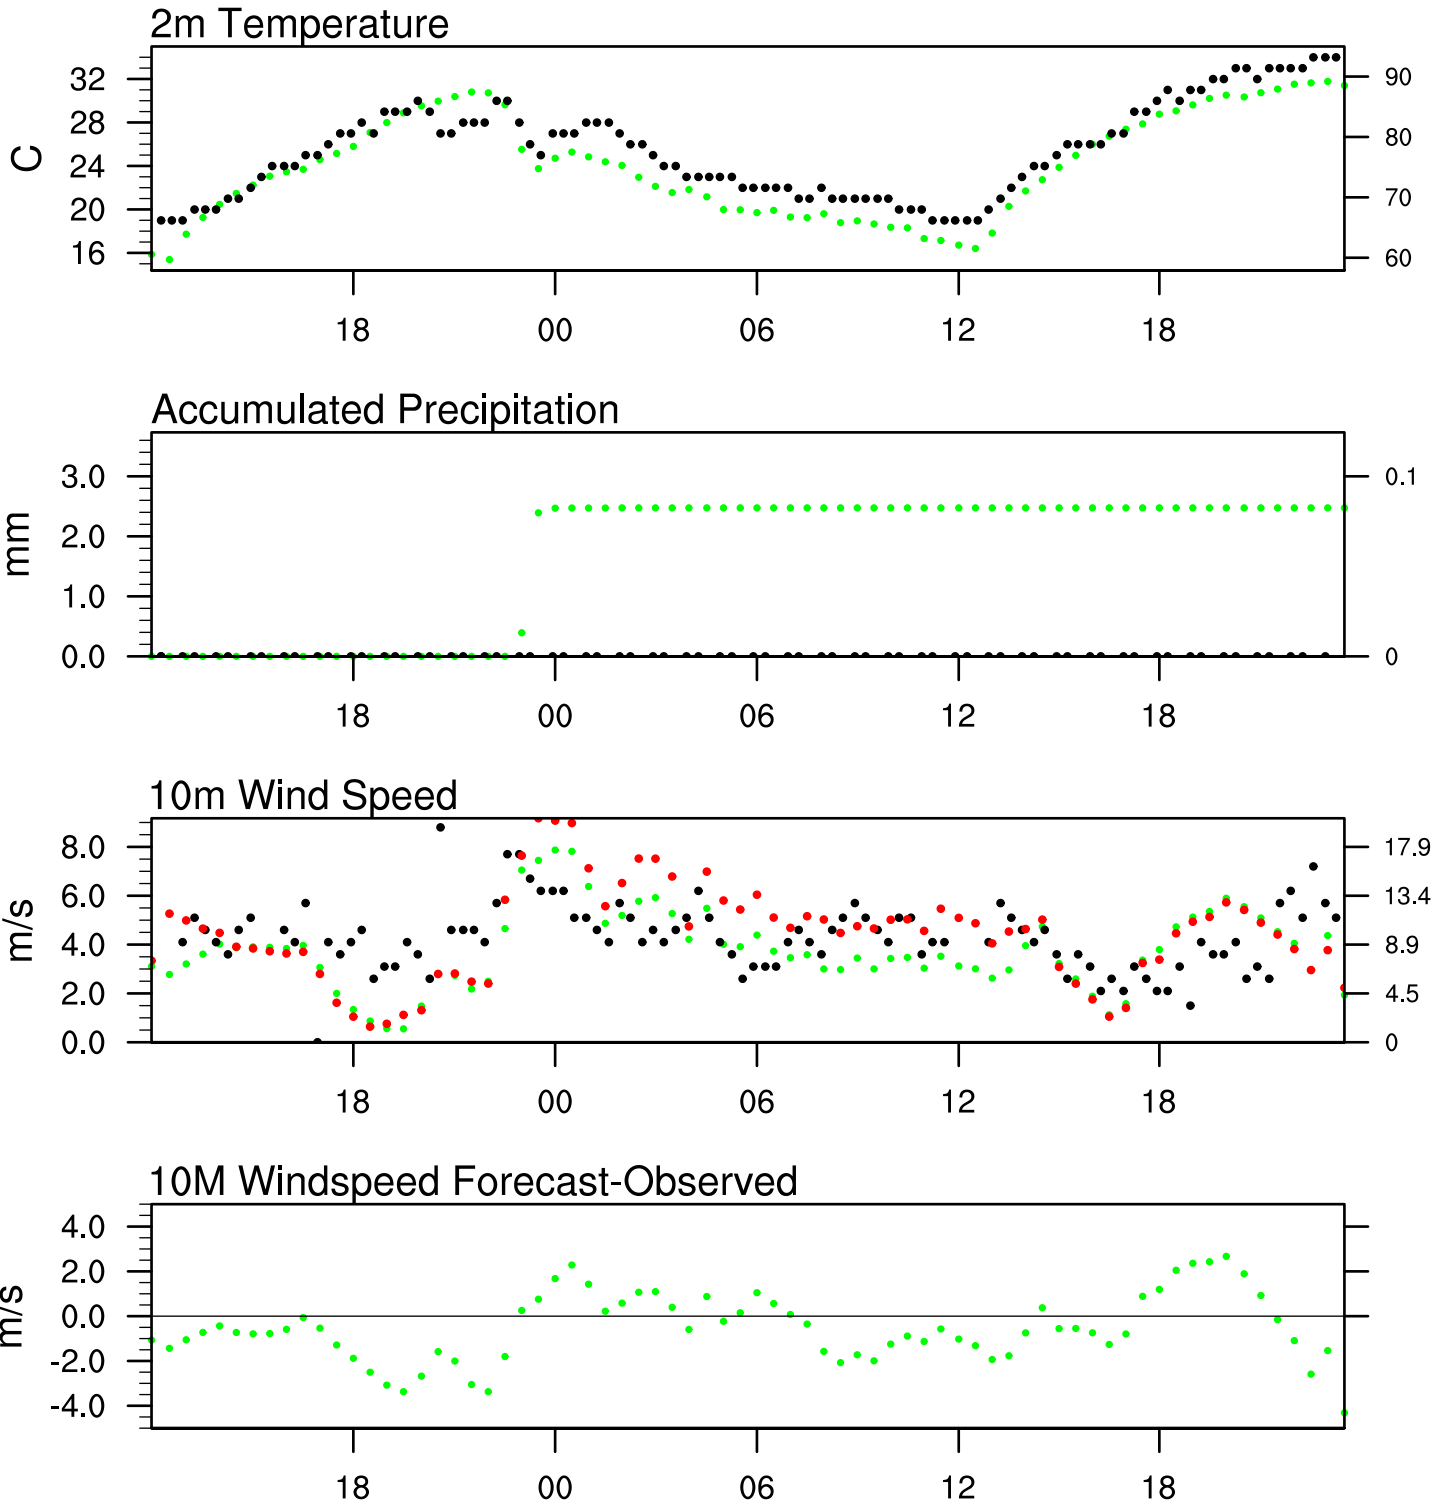 2m Temperature
C
32
28
24
20
16
90
80
70
60
18 00 06 12 18
Accumulated Precipitation
mm
3.0
2.0
1.0
0.0
0.1
0
18 00 06 12 18
10m Wind Speed
m/s
8.0
6.0
4.0
2.0
0.0
17.9
13.4
8.9
4.5
0
18 00 06 12 18
10M Windspeed Forecast-Observed
m/s
4.0
2.0
0.0
-2.0
-4.0
18 00 06 12 18